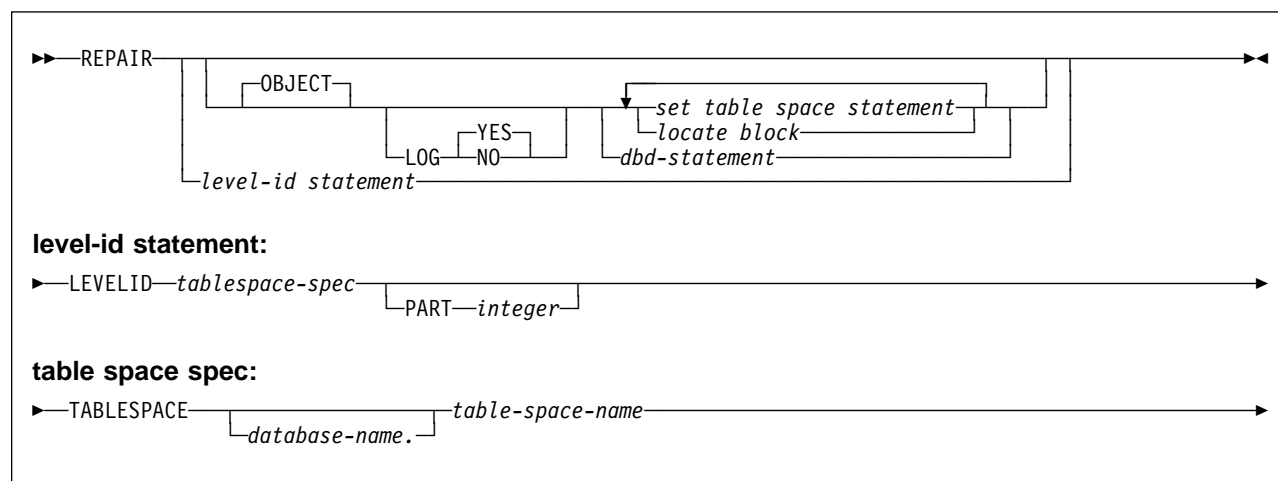 REPAIR
OBJECT
set table space statement
YES
locate block
LOG NO dbd-statement
level-id statement
level-id statement:
LEVELID tablespace-spec
PART integer
table space spec:
TABLESPACE table-space-name
database-name.